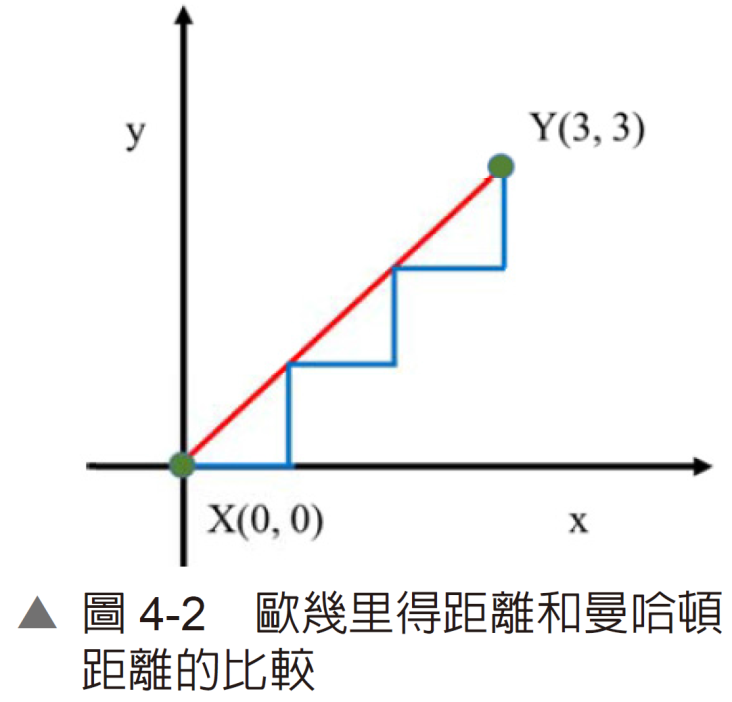 y
Y(3, 3)
X(0, 0)
x
▲ 圖 4-2 歐幾里得距離和曼哈頓
距離的比較